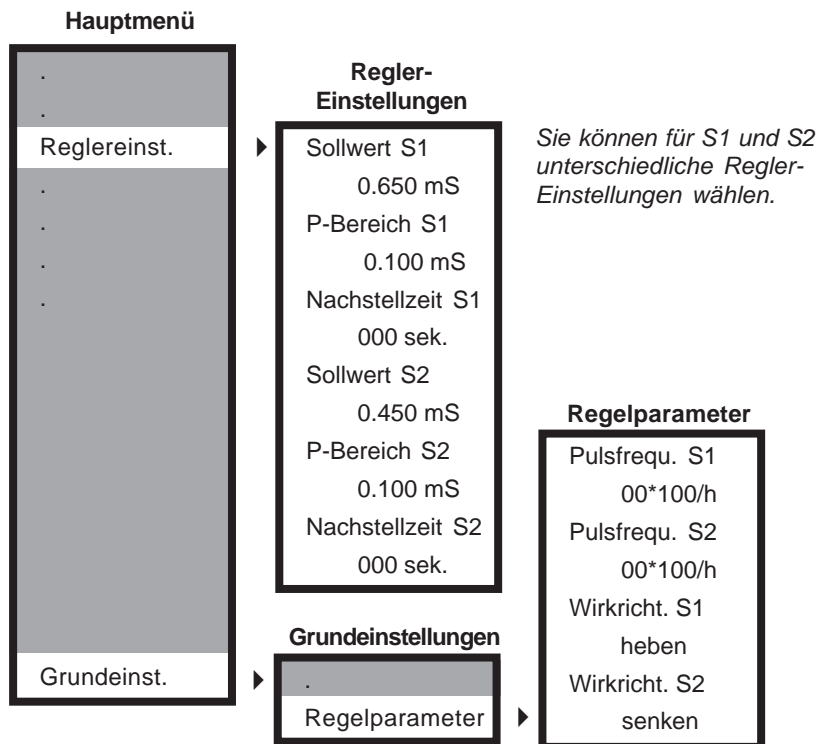 Hauptmenü
.
.
Reglereinst.
.
.
.
.
Grundeinst.
Regler-
Einstellungen
Sollwert S1
0.650 mS
P-Bereich S1
0.100 mS
Nachstellzeit S1
000 sek.
Sollwert S2
0.450 mS
P-Bereich S2
0.100 mS
Nachstellzeit S2
000 sek.
Sie können für S1 und S2
unterschiedliche Regler-
Einstellungen wählen.
Grundeinstellungen
.
Regelparameter
Regelparameter
Pulsfrequ. S1
00*100/h
Pulsfrequ. S2
00*100/h
Wirkricht. S1
heben
Wirkricht. S2
senken